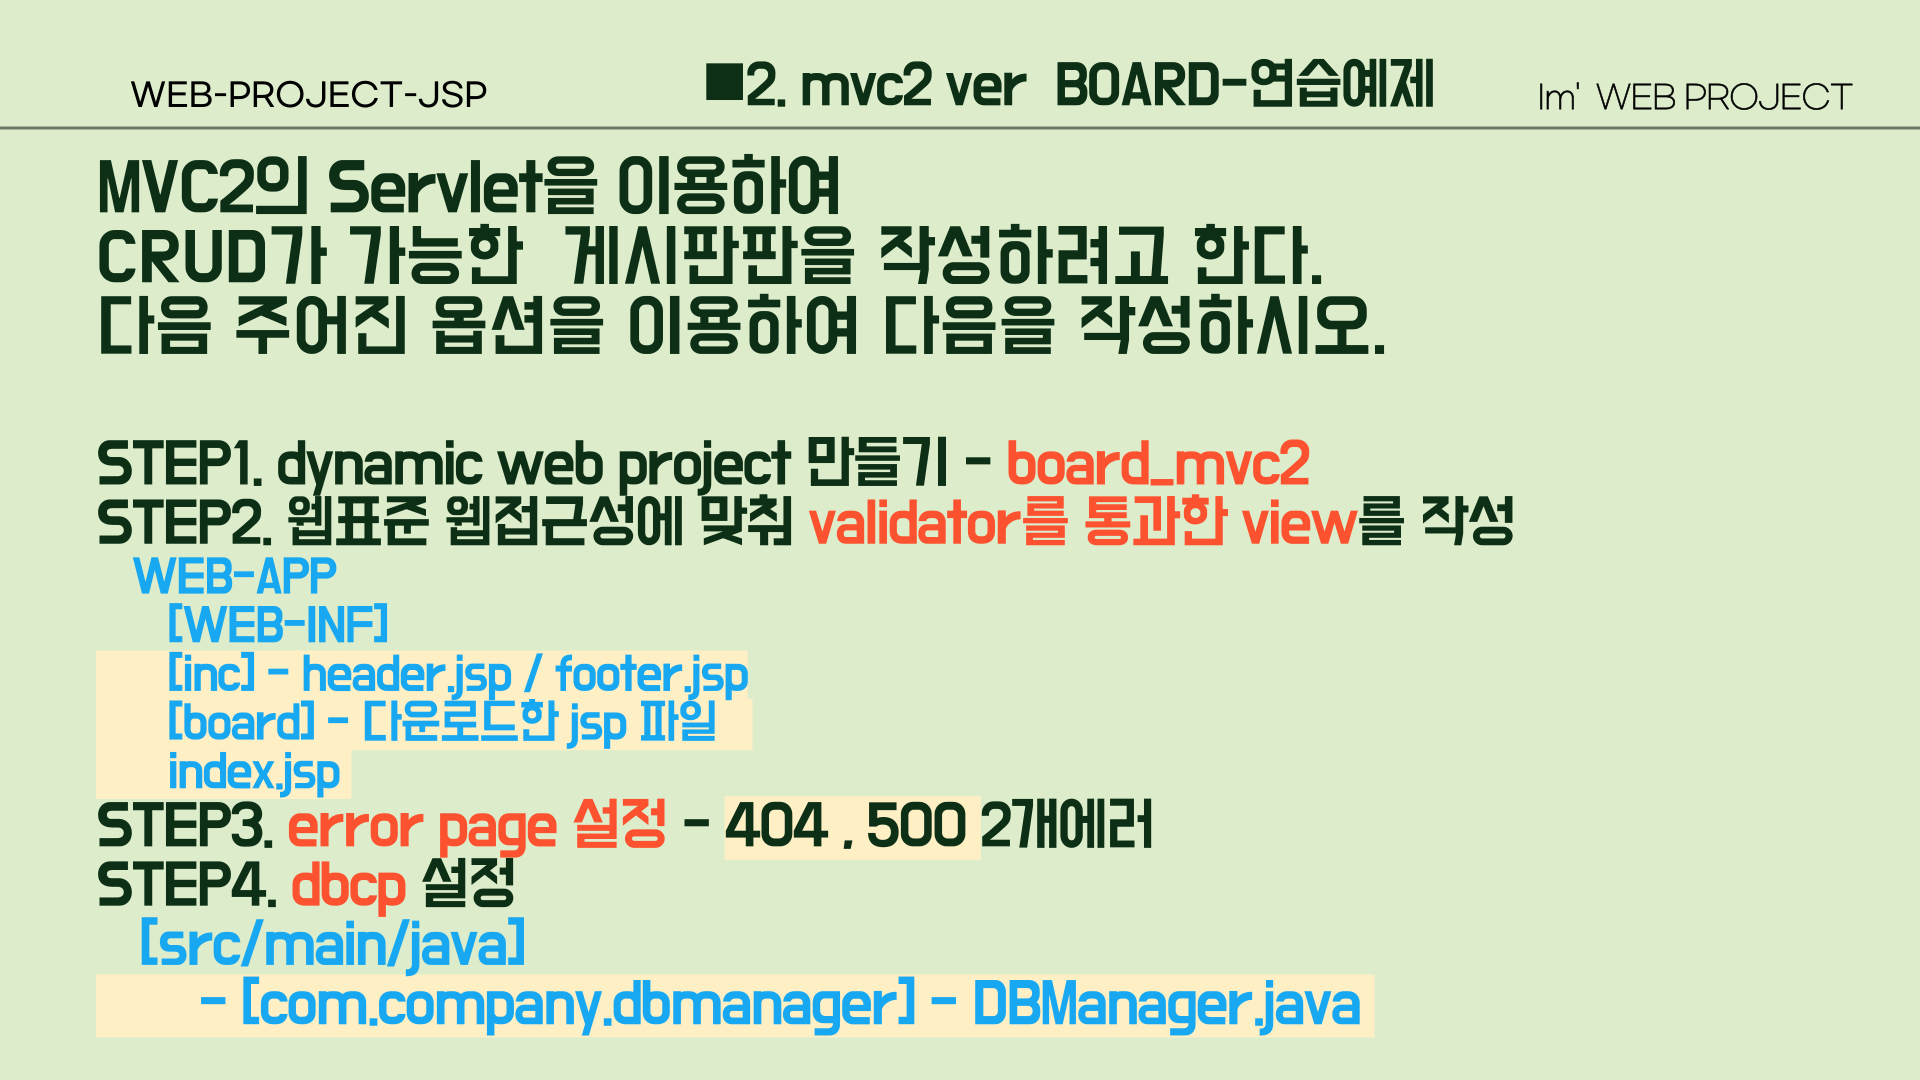 WEB-PROJECT-JSP
■2. mvc2 ver BOARD-연습예제
Im' WEB PROJECT
MVC2의 Servlet을 이용하여
CRUD가 가능한 게시판판을 작성하려고 한다.
다음 주어진 옵션을 이용하여 다음을 작성하시오.
STEP1. dynamic web project 만들기 - board_mvc2
STEP2. 웹표준 웹접근성에 맞춰 validator를 통과한 view를 작성
WEB-APP
[WEB-INF]
[inc] - header.jsp / footer.jsp
[board] - 다운로드한 jsp 파일
index.jsp
STEP3. error page 설정 - 404 , 500 2개에러
STEP4. dbcp 설정
[src/main/java]
- [com.company.dbmanager] - DBManager.java